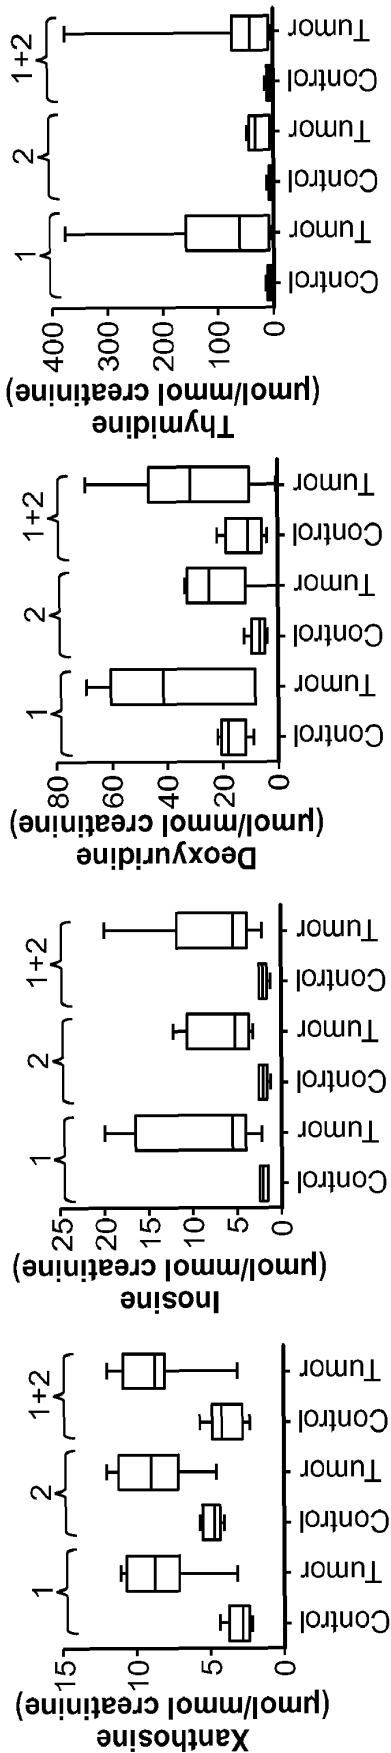 Xanthosine
(µmol/mmol creatinine)
15
10
5
0
1
2
1+2
Control
Tumor
Control
Tumor
Control
Tumor
Inosine
(µmol/mmol creatinine)
25
20
15
10
5
0
1
2
1+2
Control
Tumor
Control
Tumor
Control
Tumor
Deoxyuridine
(µmol/mmol creatinine)
80
60
40
20
0
1
2
1+2
Control
Tumor
Control
Tumor
Control
Tumor
Thymidine
(µmol/mmol creatinine)
400
300
200
100
0
1
2
1+2
Control
Tumor
Control
Tumor
Control
Tumor